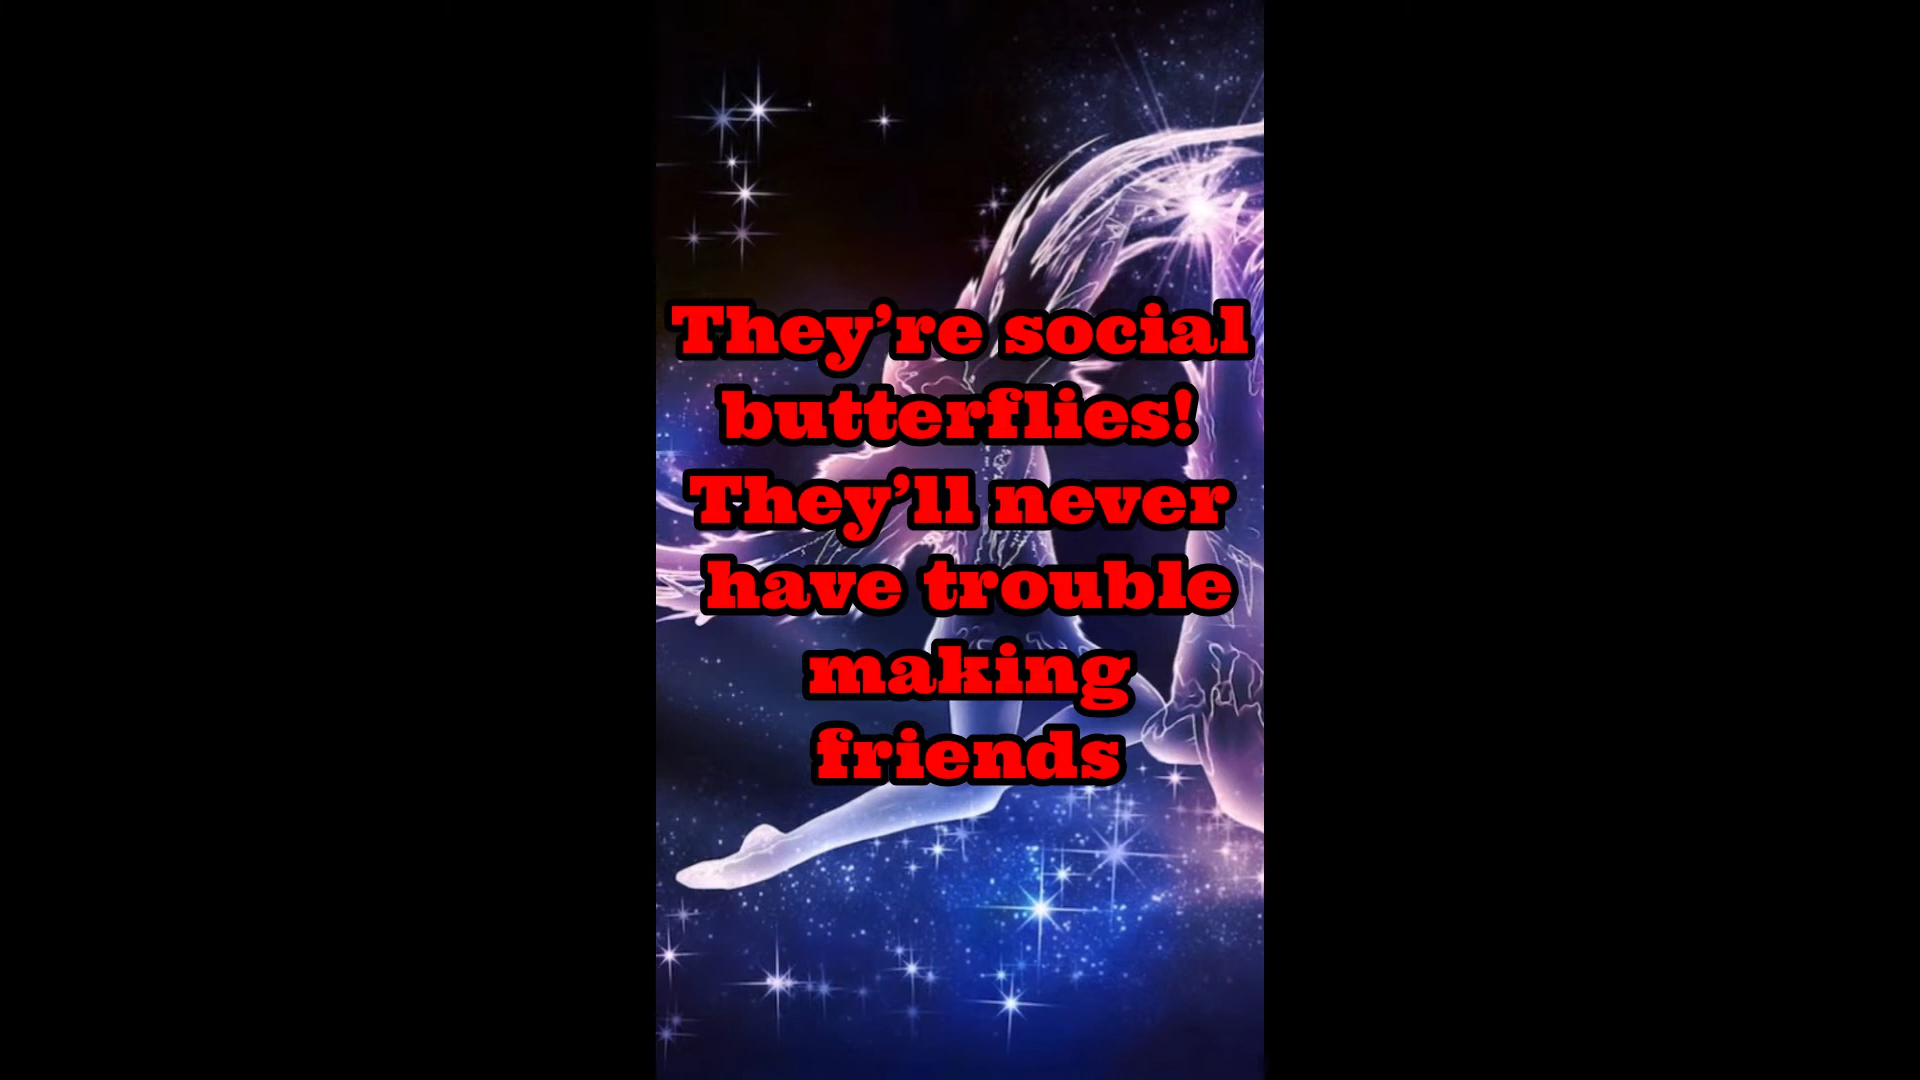 They’re social
butterflies!
They’ll never
have trouble
making
friends